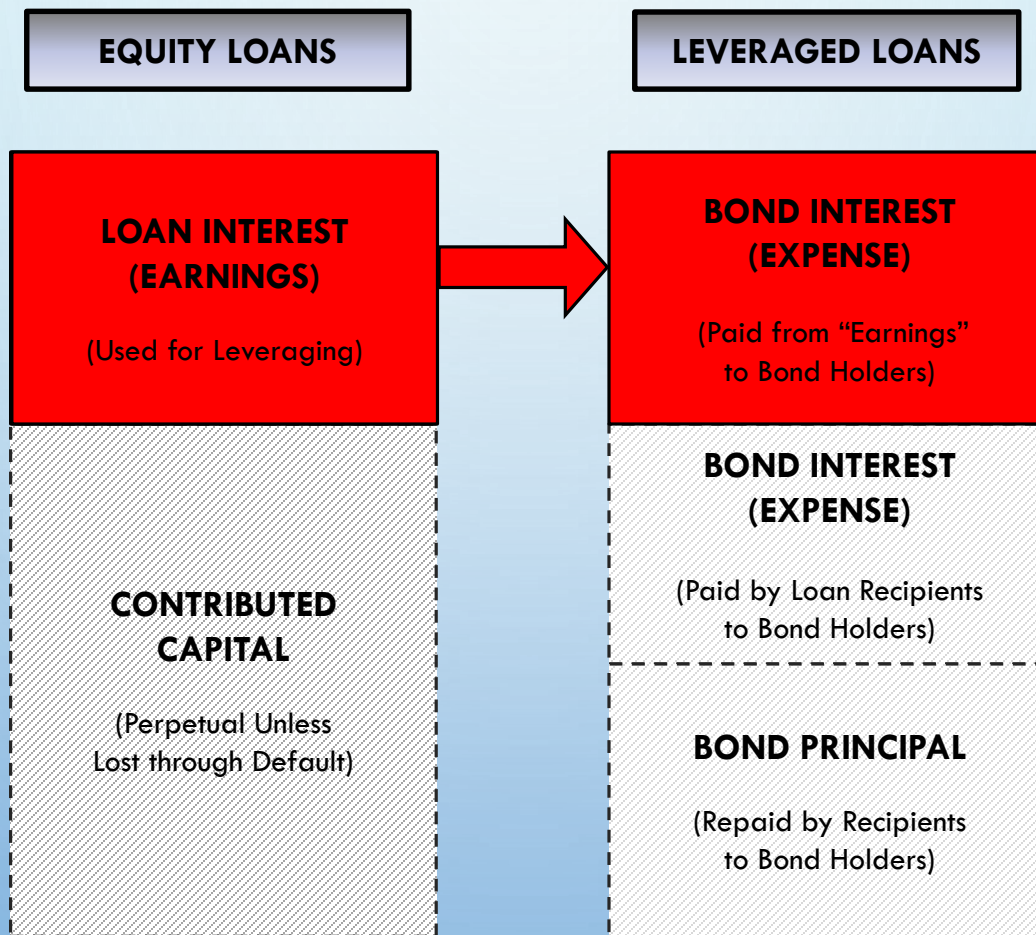 EQUITY LOANS
LOAN INTEREST
(EARNINGS)
(Used for Leveraging)
CONTRIBUTED
CAPITAL
(Perpetual Unless
Lost through Default)
LEVERAGED LOANS
BOND INTEREST
(EXPENSE)
(Paid from “Earnings”
to Bond Holders)
BOND INTEREST
(EXPENSE)
(Paid by Loan Recipients
to Bond Holders)
BOND PRINCIPAL
(Repaid by Recipients
to Bond Holders)